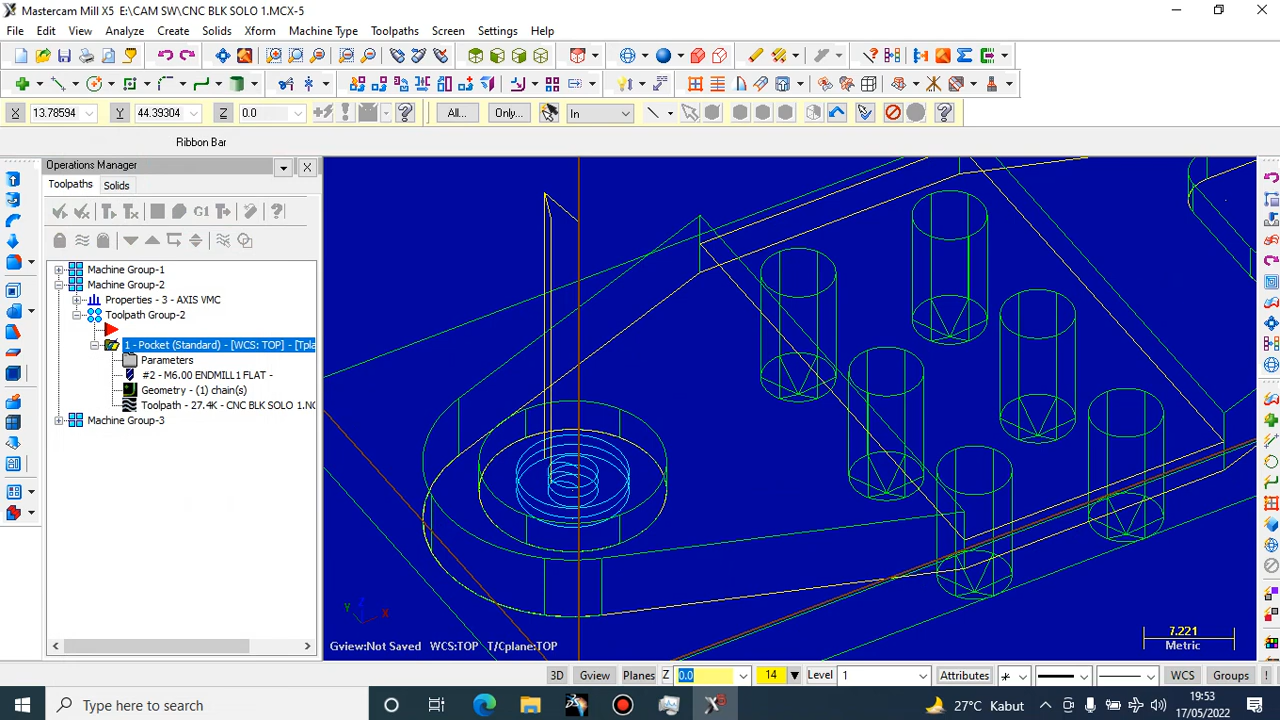 Mastercam Mill X5  E:\CAM SW\CNC BLK SOLO 1.MCX-5
File Edit View Analyze Create Solids Xform Machine Type Toolpaths Screen Settings Help
X 13.78594 Y 44.39304 Z 0.0 All... Only... In
Ribbon Bar
Operations Manager
Toolpaths Solids
G1
Machine Group-1
Machine Group-2
Properties - 3 - AXIS VMC
Toolpath Group-2
1 - Pocket (Standard) - [WCS: TOP] - [Tpla
Parameters
#2 - M6.00 ENDMILL1 FLAT -
Geometry - (1) chain(s)
Toolpath - 27.4K - CNC BLK SOLO 1.NC
Machine Group-3
Y X
7.221
Gview:Not Saved WCS:TOP T/Cplane:TOP
Metric
3D Gview Planes Z 0.0 14 Level 1 Attributes WCS Groups !
Type here to search
27°C Kabut
19:53
17/05/2022